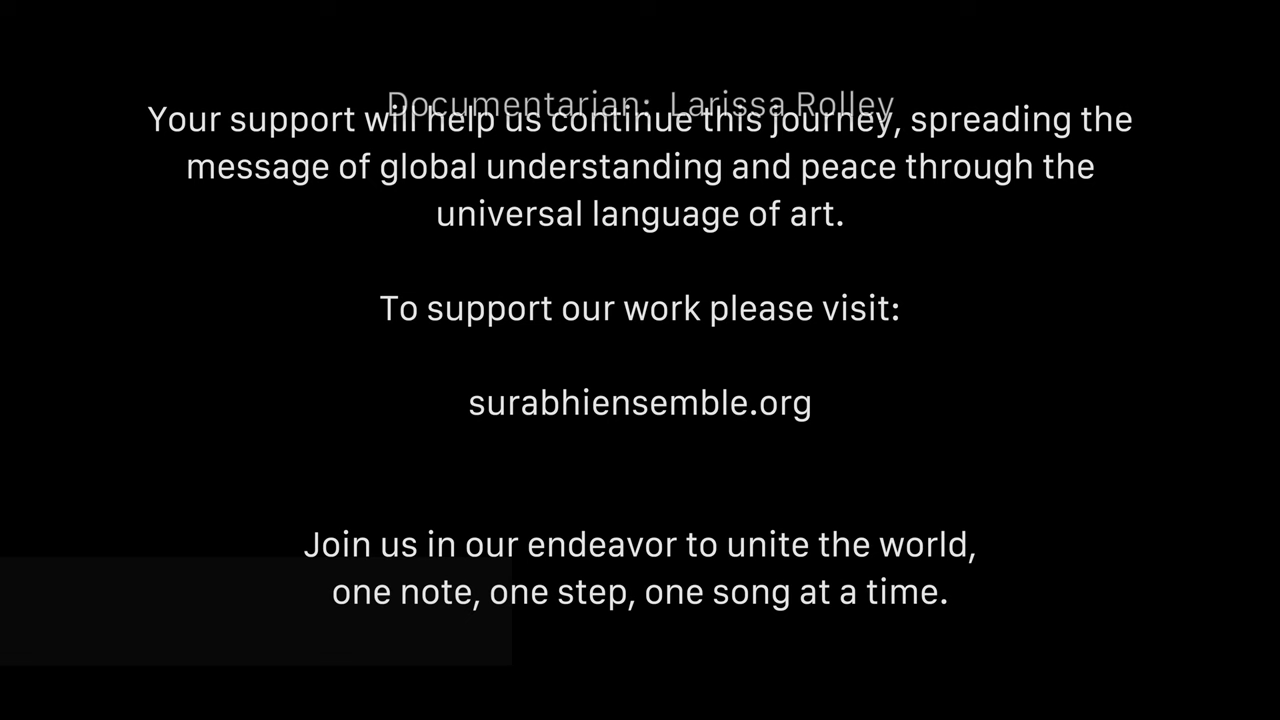 Documentarian: Larissa Rolley
Your support will help us continue this journey, spreading the
message of global understanding and peace through the
universal language of art.
To support our work please visit:
surabhiensemble.org
Join us in our endeavor to unite the world,
one note, one step, one song at a time.